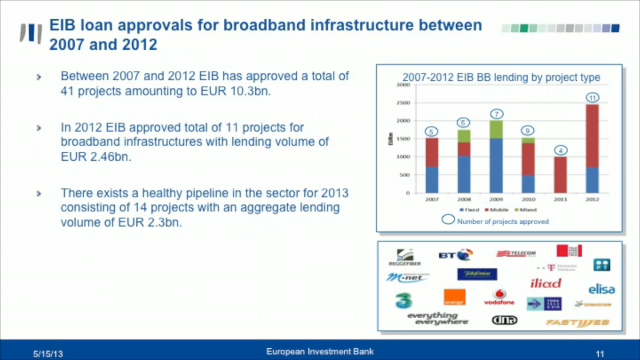 EIB loan approvals for broadband infrastructure between
2007 and 2012
Between 2007 and 2012 EIB has approved a total of
41 projects amounting to EUR 10.3bn.
In 2012 EIB approved total of 11 projects for
broadband infrastructures with lending volume of
EUR 2.46bn.
There exists a healthy pipeline in the sector for 2013
consisting of 14 projects with an aggregate lending
volume of EUR 2.3bn.
2007-2012 EIB BB lending by project type
3000
2500
2000
1500
1000
500
0
5
5
7
9
4
11
2007 2008 2009 2010 2011 2012
Fixed Mobile Mixed
Number of projects approved
REGGEFIBER
BT
TELECOM
M-net
Telefónica
iliad
elisa
3
orange
vodafone
everything
everywhere
dna
FASTWEB
5/15/13
European Investment Bank
11